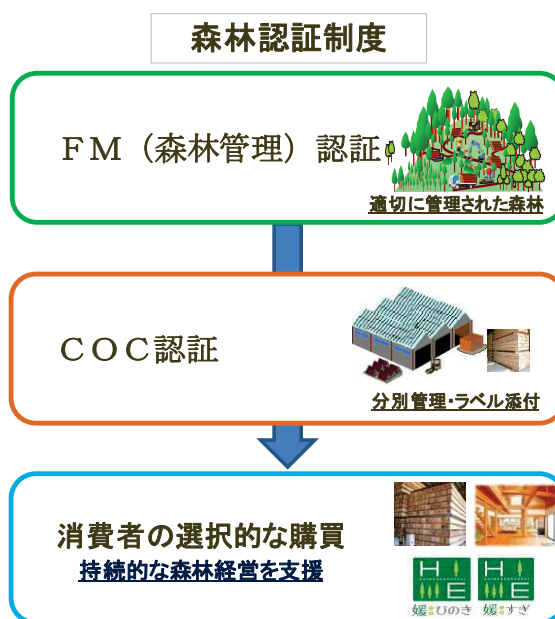 森林認証制度
ＦＭ（森林管理）認証
適切に管理された森林
ＣＯＣ認証
分別管理・ラベル添付
消費者の選択的な購買
持続的な森林経営を支援
H E
媛ひのき
H E
媛すぎ